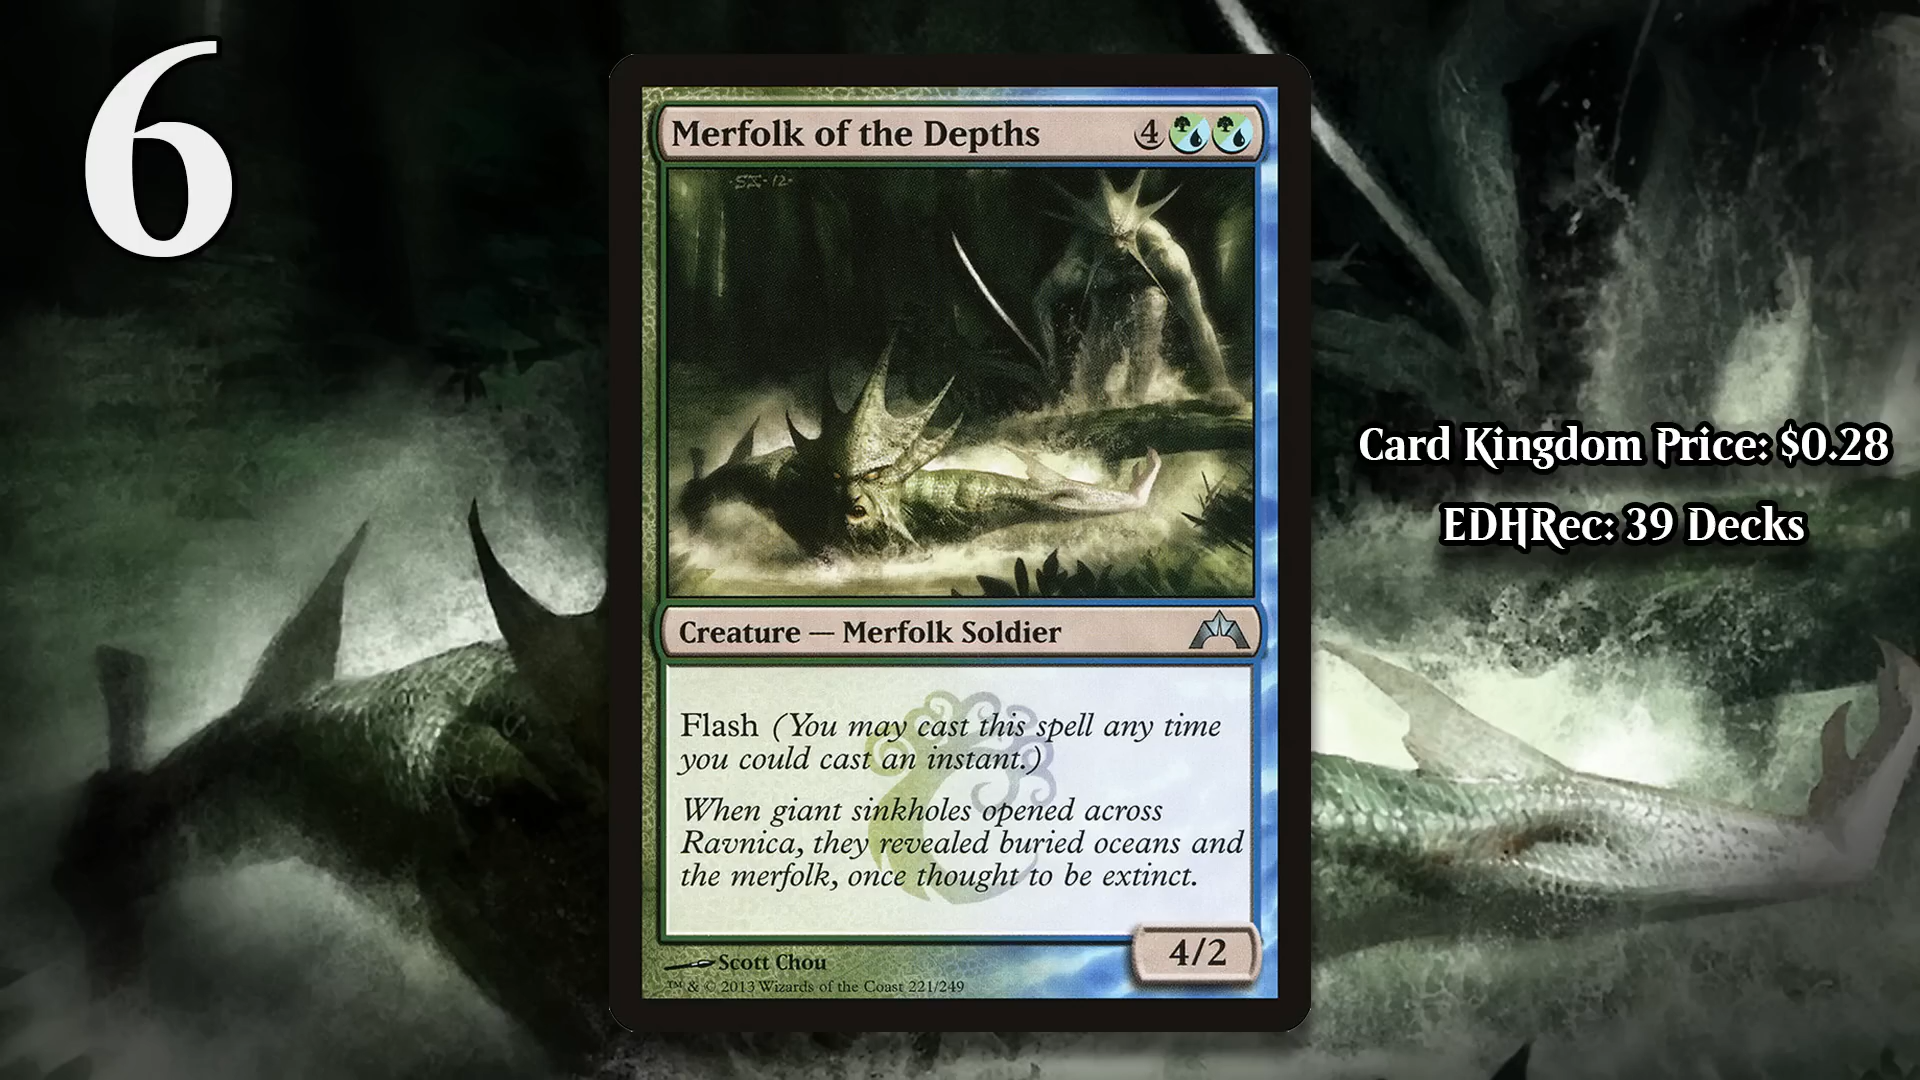 6
Merfolk of the Depths 4
·SZ·12·
Creature — Merfolk Soldier
Flash (You may cast this spell any time
you could cast an instant.)
When giant sinkholes opened across
Ravnica, they revealed buried oceans and
the merfolk, once thought to be extinct.
4/2
Scott Chou
™ & © 2013 Wizards of the Coast 221/249
Card Kingdom Price: $0.28
EDHRec: 39 Decks